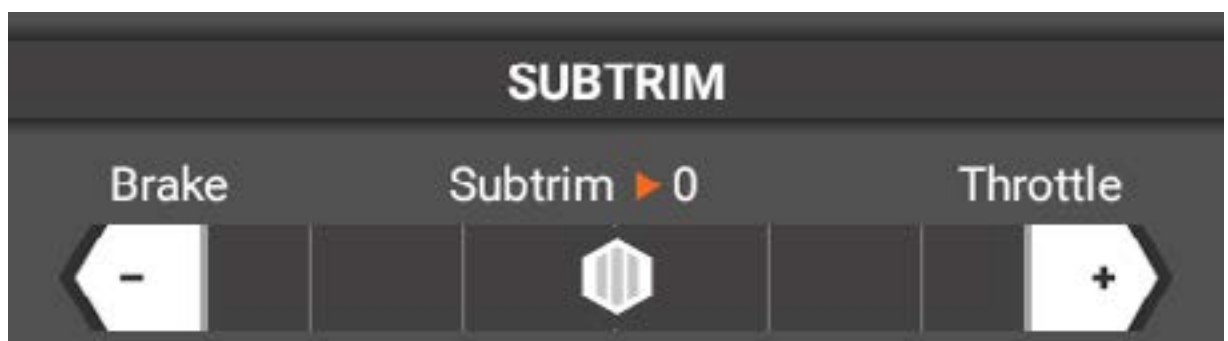 SUBTRIM
Brake Subtrim ▶ 0 Throttle
- +